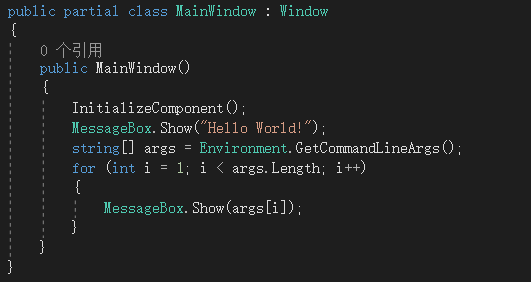 public partial class MainWindow : Window
{
0 个引用
public MainWindow()
{
InitializeComponent();
MessageBox.Show("Hello World!");
string[] args = Environment.GetCommandLineArgs();
for (int i = 1; i < args.Length; i++)
{
MessageBox.Show(args[i]);
}
}
}